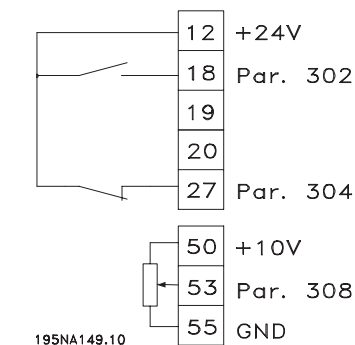 12 +24V
18 Par. 302
19
20
27 Par. 304
50 +10V
53 Par. 308
55 GND
195NA149.10